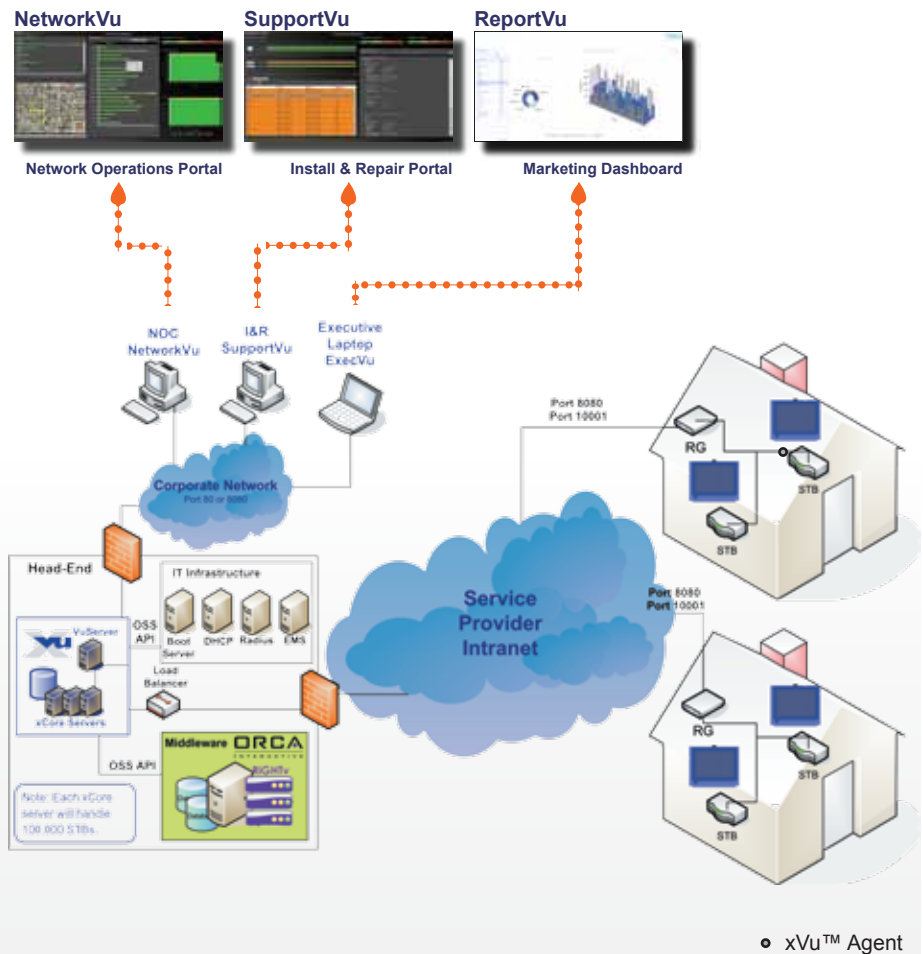 NetworkVu
SupportVu
ReportVu
Network Operations Portal
Install & Repair Portal
Marketing Dashboard
NOC
NetworkVu
I&R
SupportVu
Executive
Laptop
ExecVu
Corporate Network
Port 80 or 8080
Port 8080
Port 10001
RG
STB
STB
Head-End
IT Infrastructure
OSS
API
Boot
Server
DHCP
Radius
EMS
xvu
VuServer
xCore Servers
Load
Balancer
Service
Provider
Intranet
Port 8080
Port 10001
RG
STB
STB
OSS API
Middleware ORCA
INTERACTIVE
RiGHTv
Note: Each xCore
server will handle
100,000 STBs.
xVu™ Agent